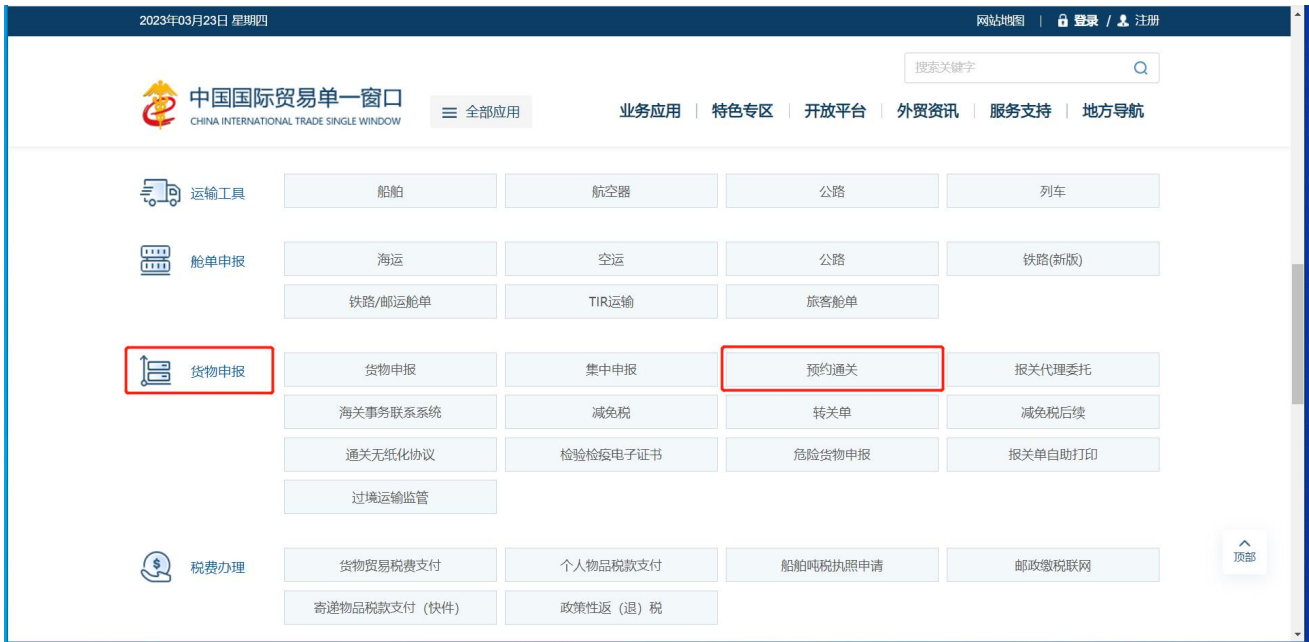 2023年03月23日 星期四 网站地图 | 登录 / 注册
搜索关键字
中国国际贸易单一窗口
CHINA INTERNATIONAL TRADE SINGLE WINDOW
全部应用 业务应用 | 特色专区 | 开放平台 | 外贸资讯 | 服务支持 | 地方导航
运输工具 船舶 航空器 公路 列车
舱单申报 海运 空运 公路 铁路(新版)
铁路/邮运舱单 TIR运输 旅客舱单
货物申报 货物申报 集中申报 预约通关 报关代理委托
海关事务联系系统 减免税 转关单 减免税后续
通关无纸化协议 检验检疫电子证书 危险货物申报 报关单自助打印
过境运输监管
顶部
税费办理 货物贸易税费支付 个人物品税款支付 船舶吨税执照申请 邮政缴税联网
寄递物品税款支付（快件） 政策性返（退）税